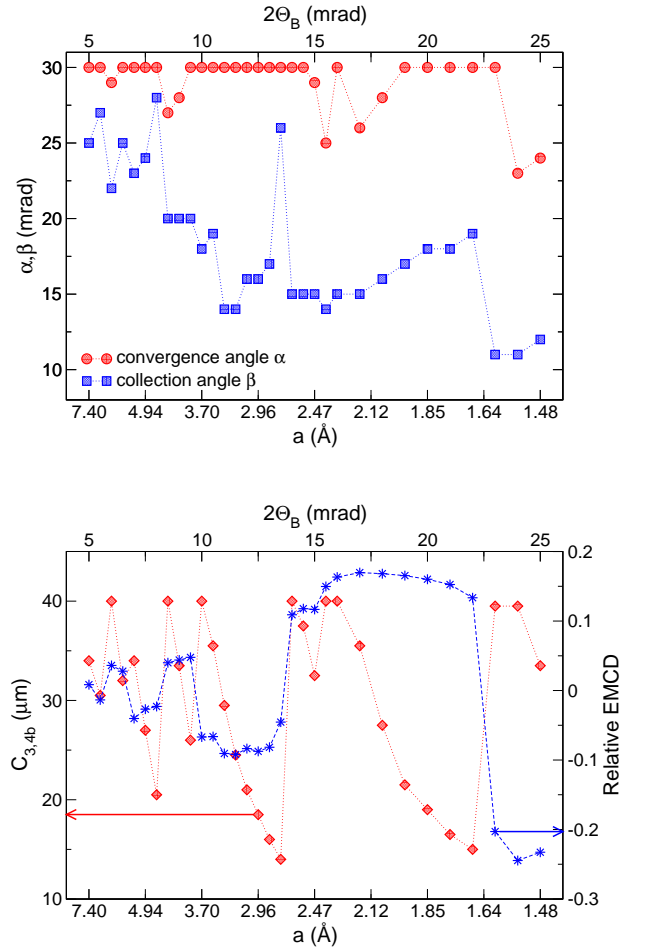 2Θ_B (mrad)
5 10 15 20 25
30
25
20
15
10
α,β (mrad)
convergence angle α
collection angle β
7.40 4.94 3.70 2.96 2.47 2.12 1.85 1.64 1.48
a (Å)
2Θ_B (mrad)
5 10 15 20 25
40
30
20
10
C_3,4b (μm)
0.2
0.1
0
-0.1
-0.2
-0.3
Relative EMCD
7.40 4.94 3.70 2.96 2.47 2.12 1.85 1.64 1.48
a (Å)